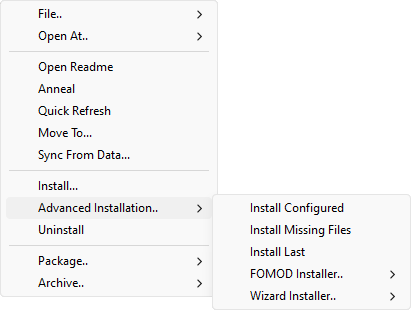 File..
Open At..
Open Readme
Anneal
Quick Refresh
Move To...
Sync From Data...
Install...
Advanced Installation..
Uninstall
Package..
Archive..
Install Configured
Install Missing Files
Install Last
FOMOD Installer..
Wizard Installer..